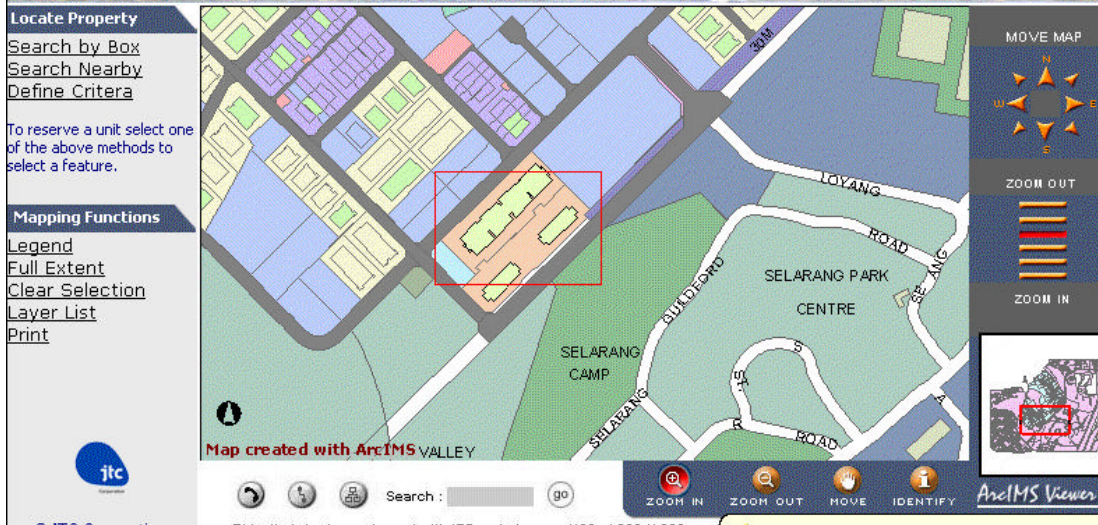 Locate Property
Search by Box
Search Nearby
Define Critera
To reserve a unit select one
of the above methods to
select a feature.
Mapping Functions
Legend
Full Extent
Clear Selection
Layer List
Print
jtc
Corporation
30M
LOYANG
ROAD
GUILDFORD
SELARANG PARK
CENTRE
SELARANG
CAMP
SELARANG
ROAD
VALLEY
Map created with ArcIMS
Search :
go
ZOOM IN
ZOOM OUT
MOVE
IDENTIFY
MOVE MAP
N
W
E
S
ZOOM OUT
ZOOM IN
ArcIMS Viewer